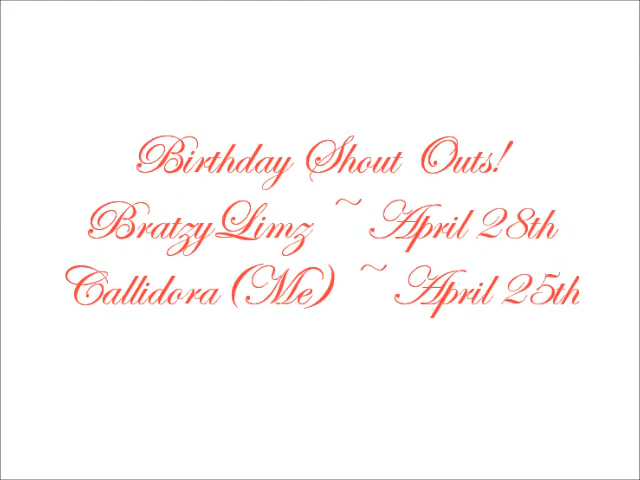 Birthday Shout Outs!
BratzyLimz ~ April 28th
Callidora (Me) ~ April 25th